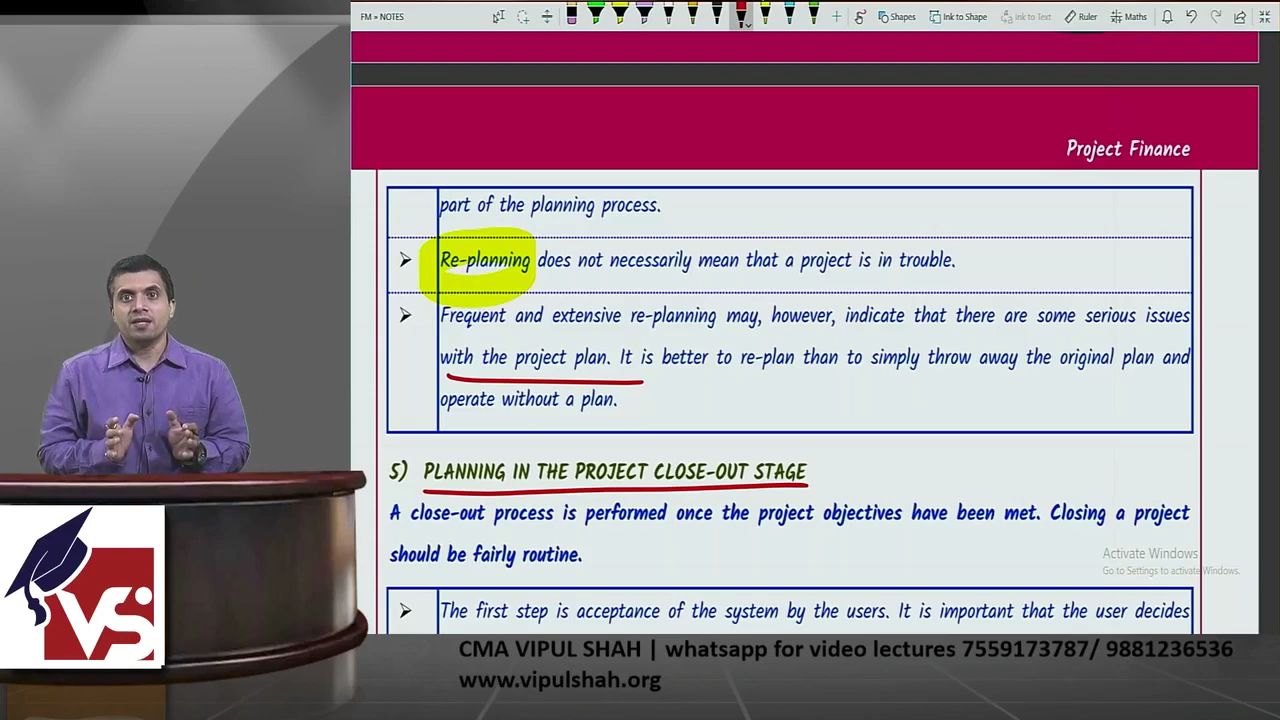 FM » NOTES
Shapes
Ink to Shape
Ink to Text
Ruler
Maths
Project Finance
part of the planning process.
➤ Re-planning does not necessarily mean that a project is in trouble.
➤ Frequent and extensive re-planning may, however, indicate that there are some serious issues
with the project plan. It is better to re-plan than to simply throw away the original plan and
operate without a plan.
5) PLANNING IN THE PROJECT CLOSE-OUT STAGE
A close-out process is performed once the project objectives have been met. Closing a project
should be fairly routine.
Activate Windows
Go to Settings to activate Windows.
➤ The first step is acceptance of the system by the users. It is important that the user decides
VS
CMA VIPUL SHAH | whatsapp for video lectures 7559173787/ 9881236536
www.vipulshah.org